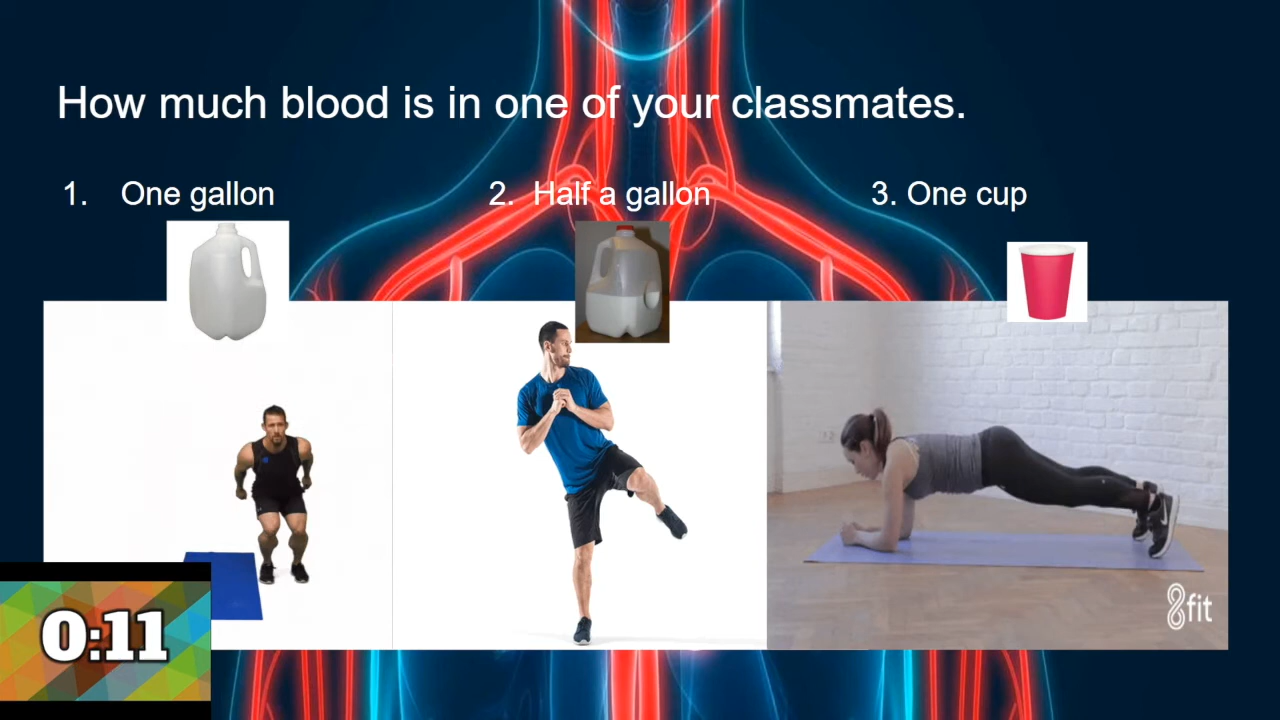 How much blood is in one of your classmates.
1. One gallon
2. Half a gallon
3. One cup
0:11
8fit